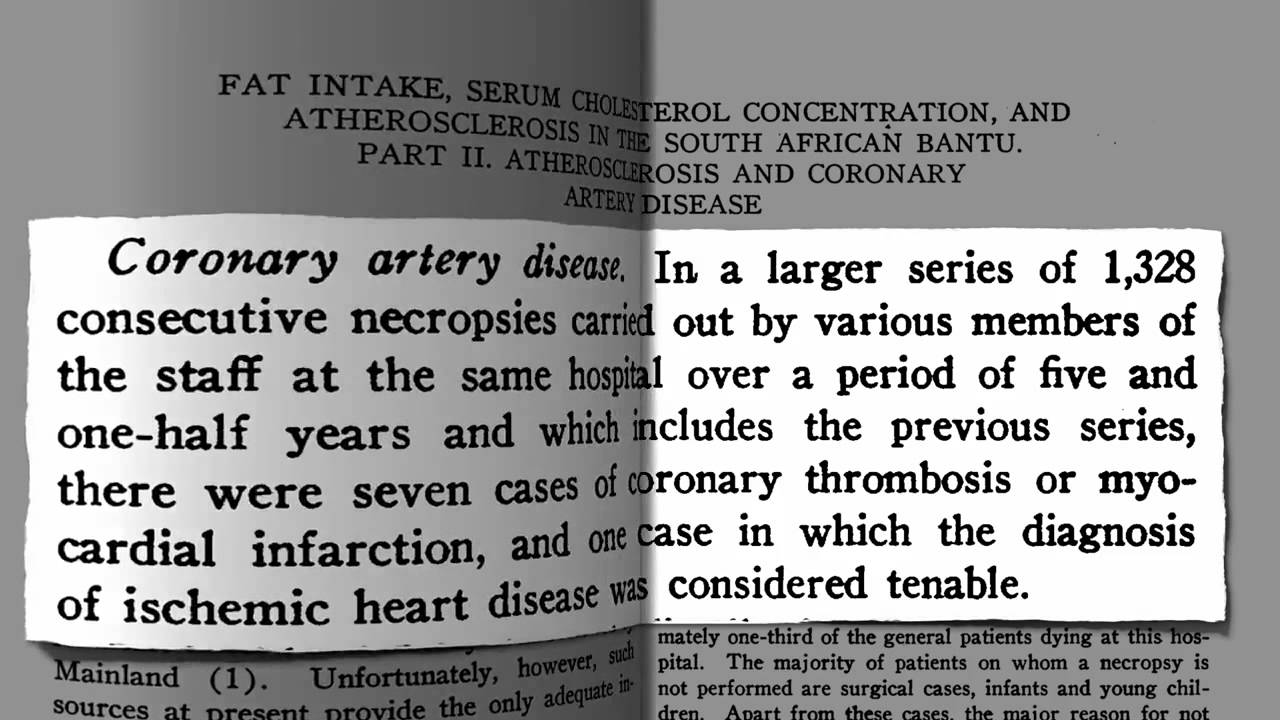 FAT INTAKE, SERUM CHOLESTEROL CONCENTRATION, AND
ATHEROSCLEROSIS IN THE SOUTH AFRICAN BANTU.
PART II. ATHEROSCLEROSIS AND CORONARY
ARTERY DISEASE
Coronary artery disease. In a larger series of 1,328
consecutive necropsies carried out by various members of
the staff at the same hospital over a period of five and
one-half years and which includes the previous series,
there were seven cases of coronary thrombosis or myo-
cardial infarction, and one case in which the diagnosis
of ischemic heart disease was considered tenable.
Mainland (1). Unfortunately, however, such
sources at present provide the only adequate in-
mately one-third of the general patients dying at this hos-
pital. The majority of patients on whom a necropsy is
not performed are surgical cases, infants and young chil-
dren. Apart from these cases, the major reason for not